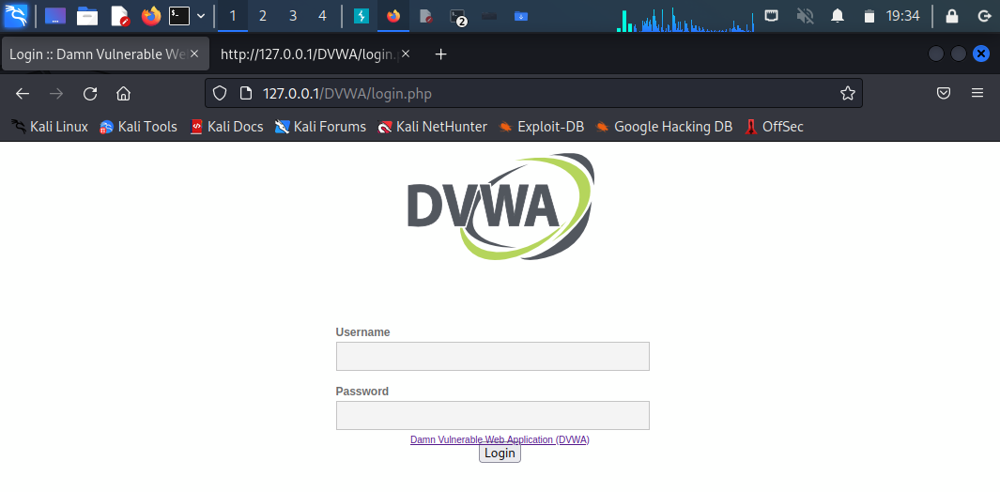 1 2 3 4 2 19:34
Login :: Damn Vulnerable We http://127.0.0.1/DVWA/login.
127.0.0.1/DVWA/login.php
Kali Linux Kali Tools Kali Docs Kali Forums Kali NetHunter Exploit-DB Google Hacking DB OffSec
DVWA
Username
Password
Damn Vulnerable Web Application (DVWA)
Login